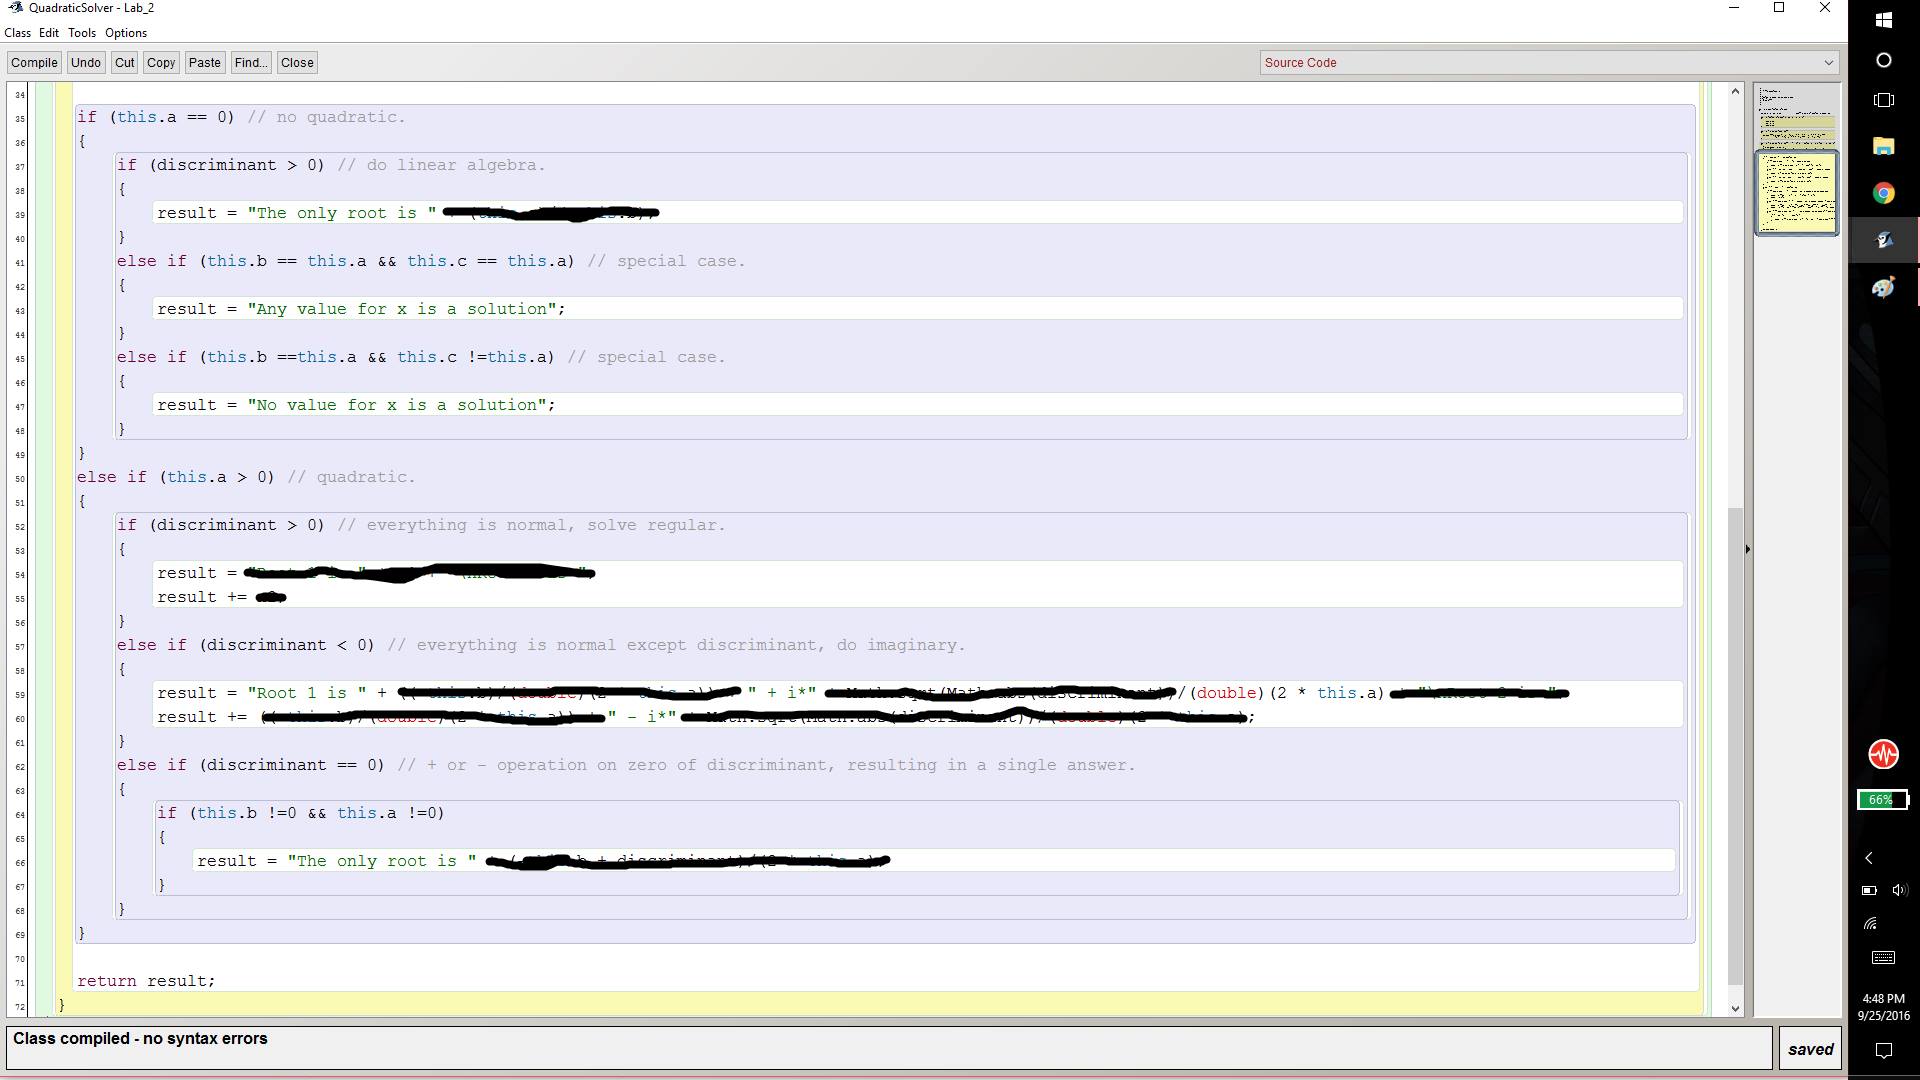 QuadraticSolver - Lab_2
Class Edit Tools Options
Compile Undo Cut Copy Paste Find... Close Source Code
34
35 if (this.a == 0) // no quadratic.
36 {
37 if (discriminant > 0) // do linear algebra.
38 {
39 result = "The only root is "
40 }
41 else if (this.b == this.a && this.c == this.a) // special case.
42 {
43 result = "Any value for x is a solution";
44 }
45 else if (this.b ==this.a && this.c !=this.a) // special case.
46 {
47 result = "No value for x is a solution";
48 }
49 }
50 else if (this.a > 0) // quadratic.
51 {
52 if (discriminant > 0) // everything is normal, solve regular.
53 {
54 result =
55 result +=
56 }
57 else if (discriminant < 0) // everything is normal except discriminant, do imaginary.
58 {
59 result = "Root 1 is " + " + i*" /(double)(2 * this.a)
60 result += " - i*" ;
61 }
62 else if (discriminant == 0) // + or - operation on zero of discriminant, resulting in a single answer.
63 {
64 if (this.b !=0 && this.a !=0)
65 {
66 result = "The only root is "
67 }
68 }
69 }
70
71 return result;
72 }
Class compiled - no syntax errors
saved
66%
4:48 PM
9/25/2016